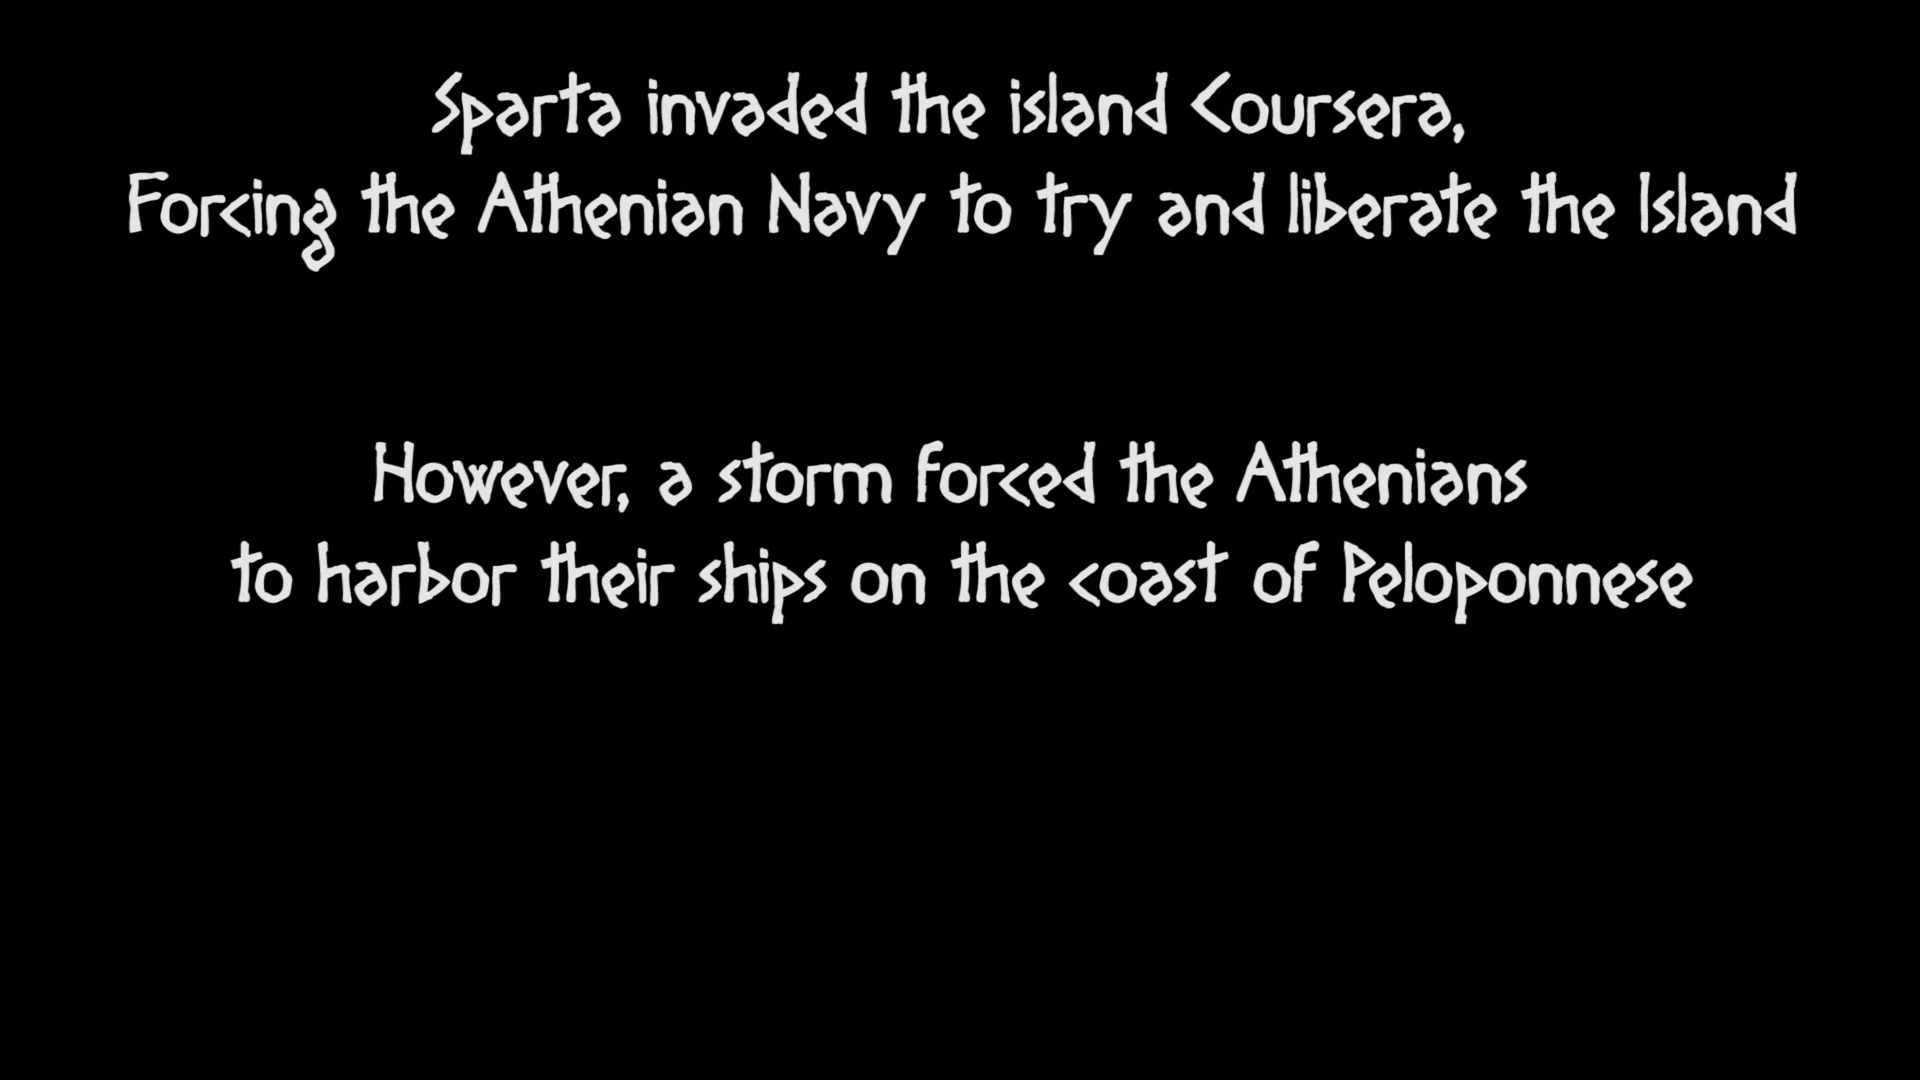 Sparta invaded the island Coursera,
Forcing the Athenian Navy to try and liberate the Island
However, a storm forced the Athenians
to harbor their ships on the coast of Peloponnese